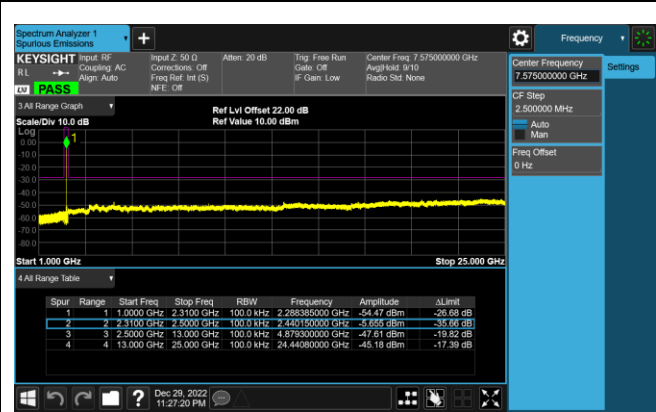 Spectrum Analyzer 1
Spurious Emissions
Frequency
KEYSIGHT Input: RF Input Z: 50 Ω Atten: 20 dB Trig: Free Run Center Freq: 7.575000000 GHz
RL Coupling: AC Corrections: Off Gate: Off Avg|Hold: 9/10
Align: Auto Freq Ref: Int (S) IF Gain: Low Radio Std: None
NFE: Off
LM PASS
Center Frequency
7.575000000 GHz
Settings
CF Step
2.500000 MHz
Auto
Man
Freq Offset
0 Hz
3 All Range Graph
Ref Lvl Offset 22.00 dB
Scale/Div 10.0 dB Ref Value 10.00 dBm
Log
1
0.00
-10.0
-20.0
-30.0
-40.0
-50.0
-60.0
-70.0
-80.0
Start 1.000 GHz Stop 25.000 GHz
4 All Range Table
Spur Range Start Freq Stop Freq RBW Frequency Amplitude ΔLimit
1 1 1.0000 GHz 2.3100 GHz 100.0 kHz 2.288385000 GHz -54.47 dBm -26.68 dB
2 2 2.3100 GHz 2.5000 GHz 100.0 kHz 2.440150000 GHz -5.655 dBm -35.66 dB
3 3 2.5000 GHz 13.000 GHz 100.0 kHz 4.879300000 GHz -47.61 dBm -19.82 dB
4 4 13.000 GHz 25.000 GHz 100.0 kHz 24.44080000 GHz -45.18 dBm -17.39 dB
? Dec 29, 2022
11:27:20 PM